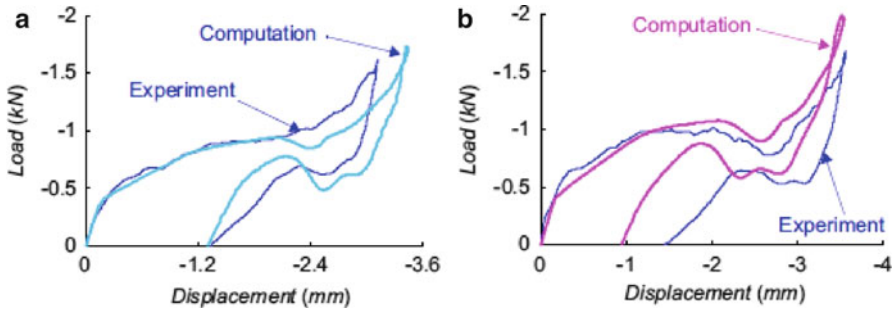 a
-2
-1.5
-1
-0.5
0
Load (kN)
Computation
Experiment
0
-1.2
-2.4
-3.6
Displacement (mm)
b
-2
-1.5
-1
-0.5
0
Load (kN)
Computation
Experiment
0
-1
-2
-3
-4
Displacement (mm)